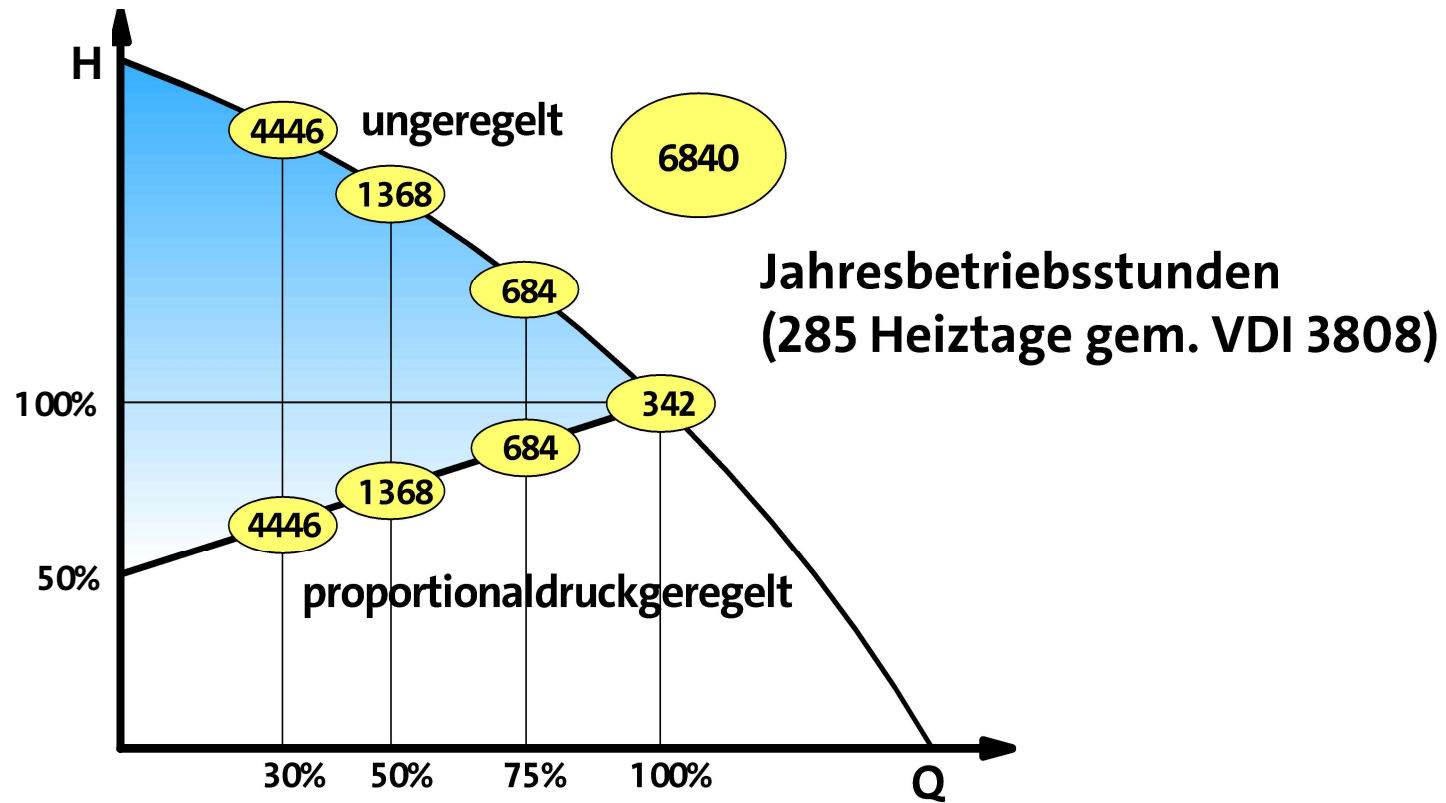 H
4446
ungeregelt
6840
1368
Jahresbetriebsstunden
(285 Heiztage gem. VDI 3808)
684
100%
342
684
1368
4446
50%
proportionaldruckgeregelt
30%
50%
75%
100%
Q